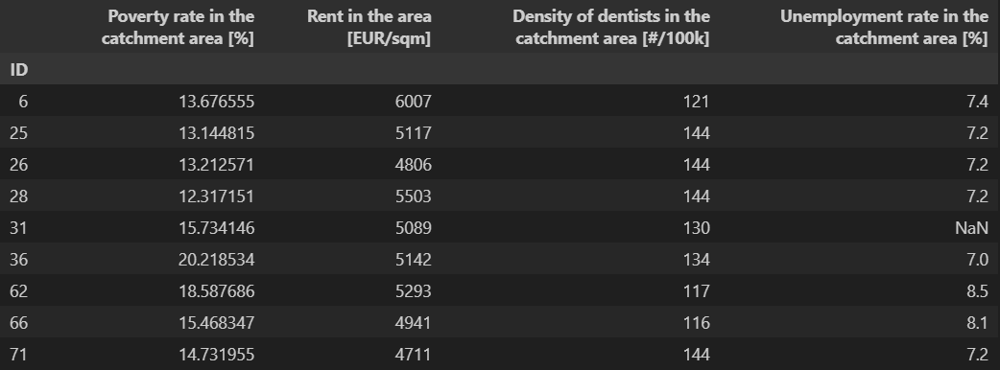 Poverty rate in the catchment area [%] Rent in the area [EUR/sqm] Density of dentists in the catchment area [#/100k] Unemployment rate in the catchment area [%]
ID
6 13.676555 6007 121 7.4
25 13.144815 5117 144 7.2
26 13.212571 4806 144 7.2
28 12.317151 5503 144 7.2
31 15.734146 5089 130 NaN
36 20.218534 5142 134 7.0
62 18.587686 5293 117 8.5
66 15.468347 4941 116 8.1
71 14.731955 4711 144 7.2